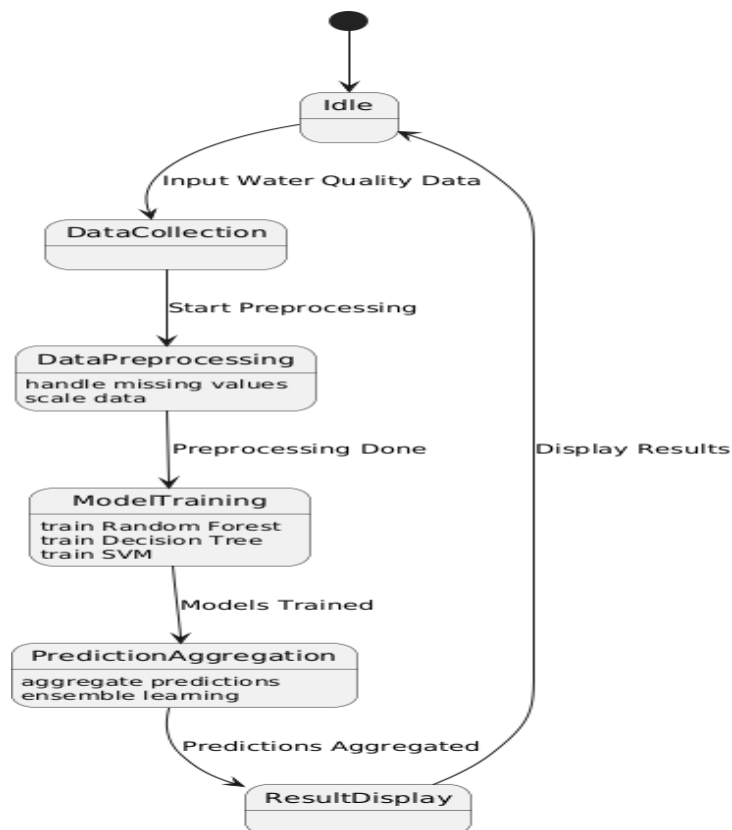 Idle
Input Water Quality Data
DataCollection
Start Preprocessing
DataPreprocessing
handle missing values
scale data
Preprocessing Done
Display Results
ModelTraining
train Random Forest
train Decision Tree
train SVM
Models Trained
PredictionAggregation
aggregate predictions
ensemble learning
Predictions Aggregated
ResultDisplay